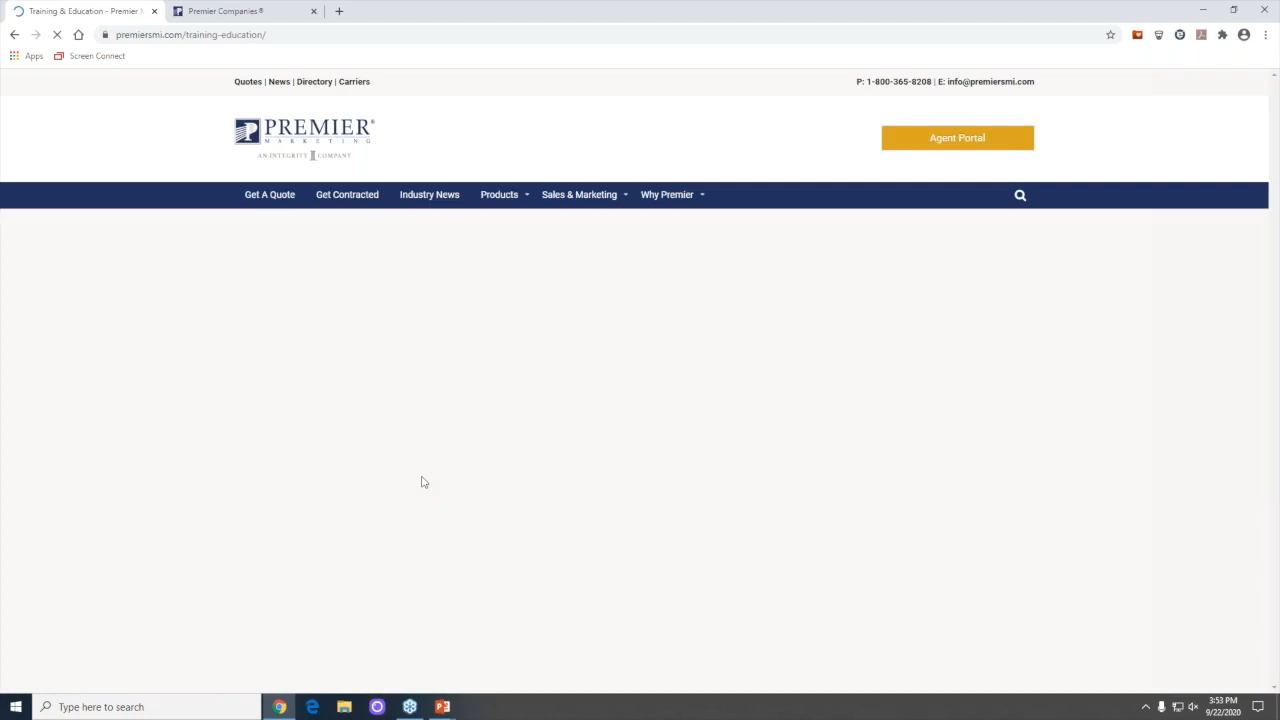 Training & Education - Premier M
Premier Companies®
premiersmi.com/training-education/
Apps
Screen Connect
Quotes | News | Directory | Carriers
P: 1-800-365-8208 | E: info@premiersmi.com
PREMIER®
MARKETING
AN INTEGRITY COMPANY
Agent Portal
Get A Quote
Get Contracted
Industry News
Products
Sales & Marketing
Why Premier
Type here to search
3:53 PM
9/22/2020